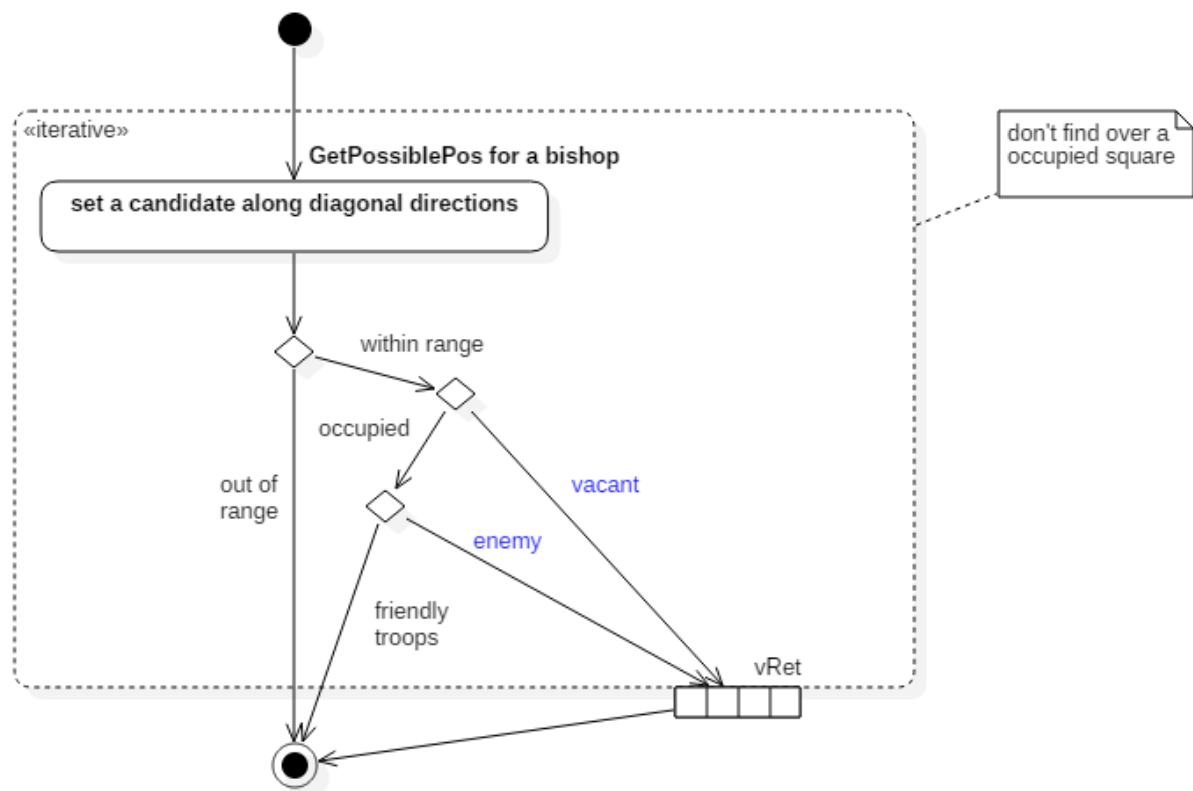 «iterative»
don't find over a
occupied square
GetPossiblePos for a bishop
set a candidate along diagonal directions
within range
occupied
out of
range
vacant
enemy
friendly
troops
vRet